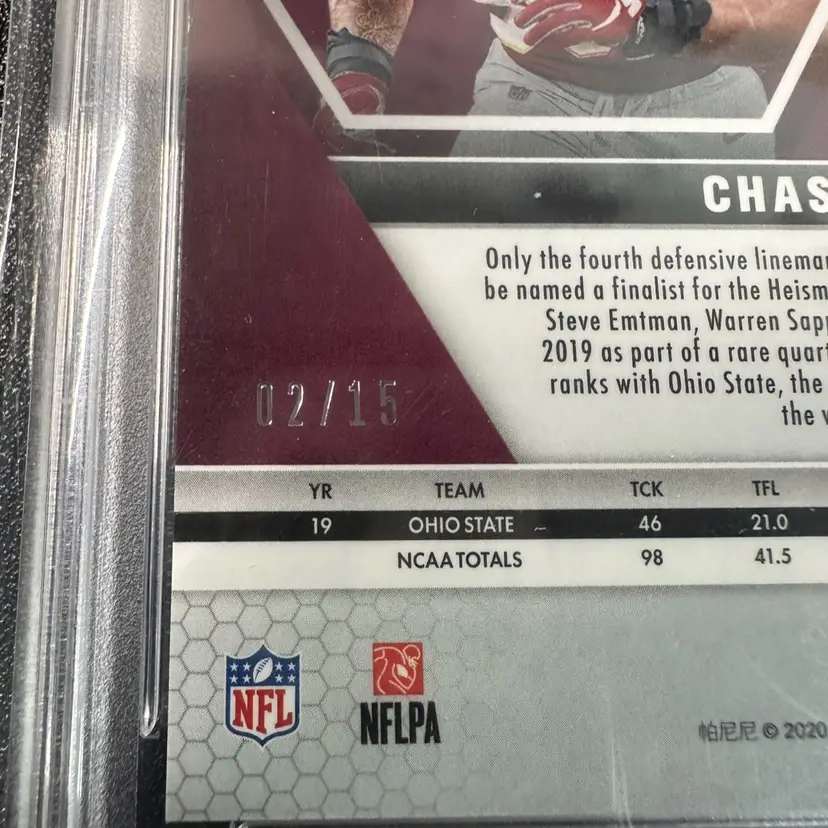 CHAS
Only the fourth defensive lineman
be named a finalist for the Heism
Steve Emtman, Warren Sapp
2019 as part of a rare quart
ranks with Ohio State, the
the
02/15
YR TEAM TCK TFL
19 OHIO STATE 46 21.0
NCAA TOTALS 98 41.5
NFL
NFLPA
帕尼尼 © 2020